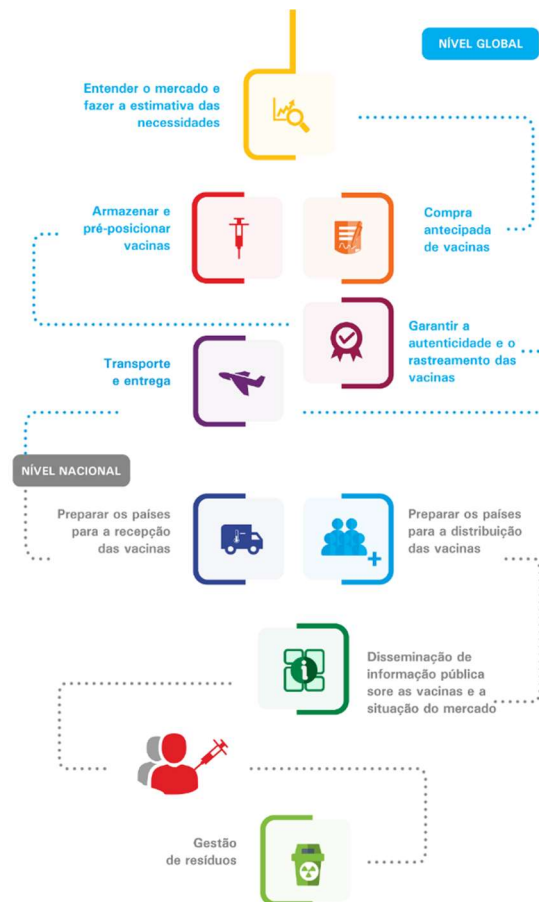 NÍVEL GLOBAL
Entender o mercado e
fazer a estimativa das
necessidades
Armazenar e
pré-posicionar
vacinas
Compra
antecipada
de vacinas
Garantir a
autenticidade e o
rastreamento das
vacinas
Transporte
e entrega
NÍVEL NACIONAL
Preparar os países
para a recepção
das vacinas
Preparar os países
para a distribuição
das vacinas
Disseminação de
informação pública
sore as vacinas e a
situação do mercado
Gestão
de resíduos